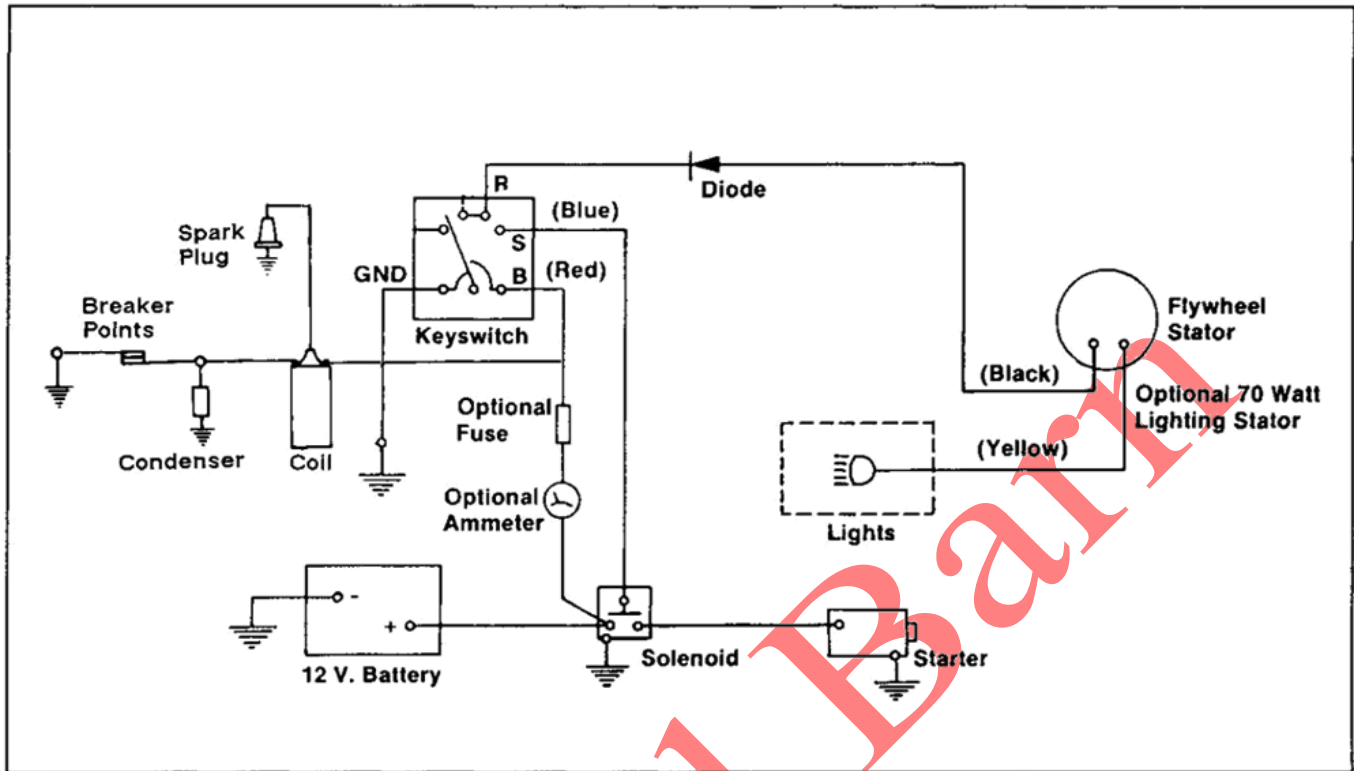 R
Diode
(Blue)
S
Spark
Plug
GND
B
(Red)
Keyswitch
Breaker
Points
Flywheel
Stator
(Black)
Optional 70 Watt
Lighting Stator
Optional
Fuse
(Yellow)
Condenser
Coil
Optional
Ammeter
Lights
-
+
12 V. Battery
Solenoid
Starter
Barn